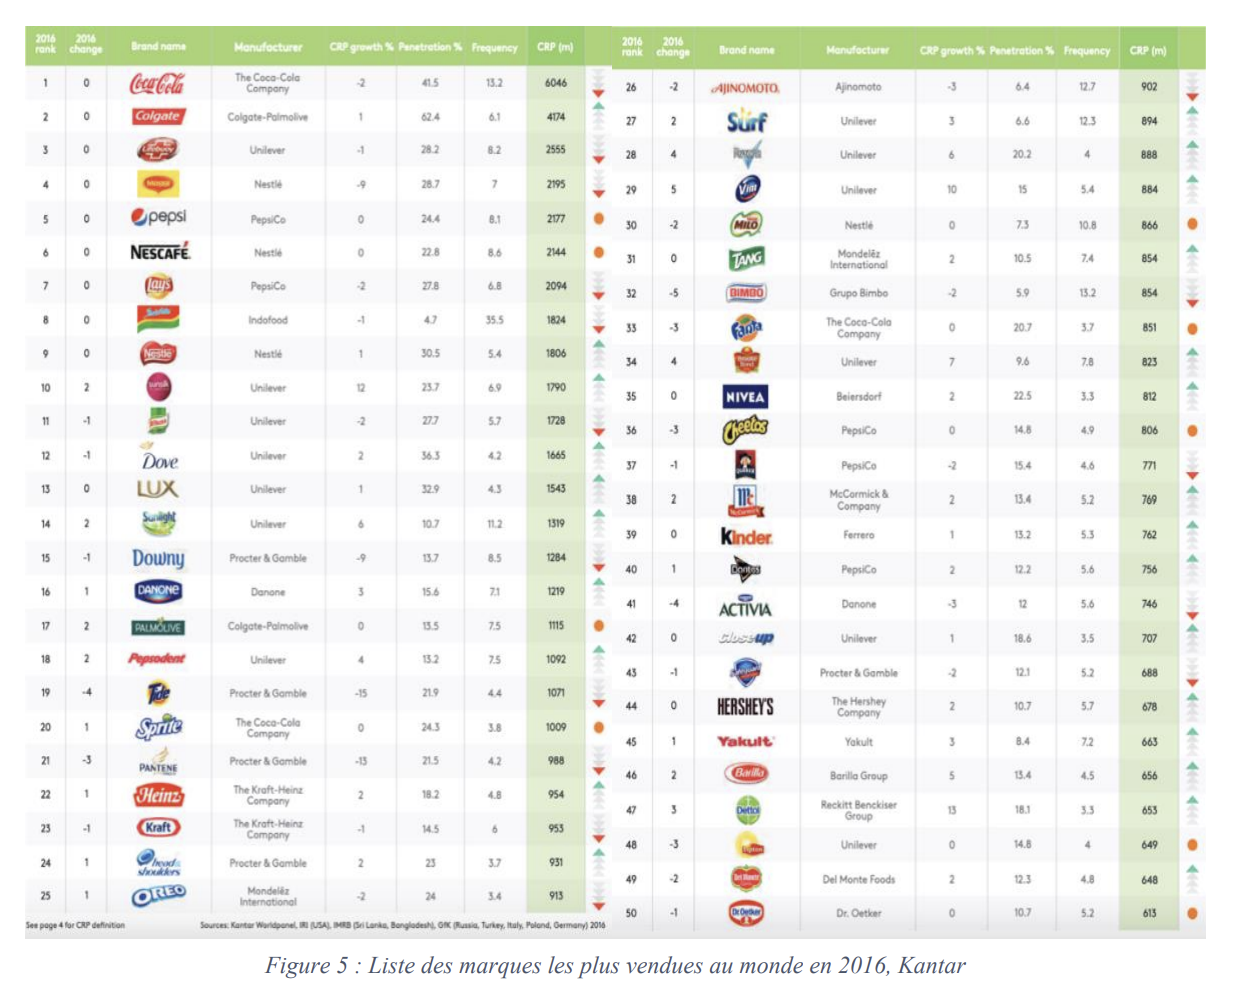 2016 rank 2016 change Brand name Manufacturer CRP growth % Penetration % Frequency CRP (m)
1 0 Coca-Cola The Coca-Cola Company -2 41.5 13.2 6046
2 0 Colgate Colgate-Palmolive 1 62.4 6.1 4174
3 0 Lifebuoy Unilever -1 28.2 8.2 2555
4 0 MAGGI Nestlé -9 28.7 7 2195
5 0 pepsi PepsiCo 0 24.4 8.1 2177
6 0 NESCAFÉ Nestlé 0 22.8 8.6 2144
7 0 Lay's PepsiCo -2 27.8 6.8 2094
8 0 Indofood -1 4.7 35.5 1824
9 0 Nestlé Nestlé 1 30.5 5.4 1806
10 2 sunsilk Unilever 12 23.7 6.9 1790
11 -1 Knorr Unilever -2 27.7 5.7 1728
12 -1 Dove Unilever 2 36.3 4.2 1665
13 0 LUX Unilever 1 32.9 4.3 1543
14 2 Sunlight Unilever 6 10.7 11.2 1319
15 -1 Downy Procter & Gamble -9 13.7 8.5 1284
16 1 DANONE Danone 3 15.6 7.1 1219
17 2 PALMOLIVE Colgate-Palmolive 0 13.5 7.5 1115
18 2 Pepsodent Unilever 4 13.2 7.5 1092
19 -4 Tide Procter & Gamble -15 21.9 4.4 1071
20 1 Sprite The Coca-Cola Company 0 24.3 3.8 1009
21 -3 PANTENE Procter & Gamble -13 21.5 4.2 988
22 1 Heinz The Kraft-Heinz Company 2 18.2 4.8 954
23 -1 Kraft The Kraft-Heinz Company -1 14.5 6 953
24 1 head & shoulders Procter & Gamble 2 23 3.7 931
25 1 OREO Mondelēz International -2 24 3.4 913
See page 4 for CRP definition Sources: Kantar Worldpanel, IRI (USA), IMRB (Sri Lanka, Bangladesh), GfK (Russia, Turkey, Italy, Poland, Germany) 2016
2016 rank 2016 change Brand name Manufacturer CRP growth % Penetration % Frequency CRP (m)
26 -2 AJINOMOTO Ajinomoto -3 6.4 12.7 902
27 2 Surf Unilever 3 6.6 12.3 894
28 4 Unilever 6 20.2 4 888
29 5 Vim Unilever 10 15 5.4 884
30 -2 MILO Nestlé 0 7.3 10.8 866
31 0 TANG Mondelēz International 2 10.5 7.4 854
32 -5 BIMBO Grupo Bimbo -2 5.9 13.2 854
33 -3 Fanta The Coca-Cola Company 0 20.7 3.7 851
34 4 Unilever 7 9.6 7.8 823
35 0 NIVEA Beiersdorf 2 22.5 3.3 812
36 -3 Cheetos PepsiCo 0 14.8 4.9 806
37 -1 QUAKER PepsiCo -2 15.4 4.6 771
38 2 Mc McCormick McCormick & Company 2 13.4 5.2 769
39 0 Kinder Ferrero 1 13.2 5.3 762
40 1 Doritos PepsiCo 2 12.2 5.6 756
41 -4 ACTIVIA Danone -3 12 5.6 746
42 0 closeup Unilever 1 18.6 3.5 707
43 -1 Procter & Gamble -2 12.1 5.2 688
44 0 HERSHEY'S The Hershey Company 2 10.7 5.7 678
45 1 Yakult Yakult 3 8.4 7.2 663
46 2 Barilla Barilla Group 5 13.4 4.5 656
47 3 Dettol Reckitt Benckiser Group 13 18.1 3.3 653
48 -3 Lipton Unilever 0 14.8 4 649
49 -2 Del Monte Del Monte Foods 2 12.3 4.8 648
50 -1 Dr. Oetker Dr. Oetker 0 10.7 5.2 613
Figure 5 : Liste des marques les plus vendues au monde en 2016, Kantar